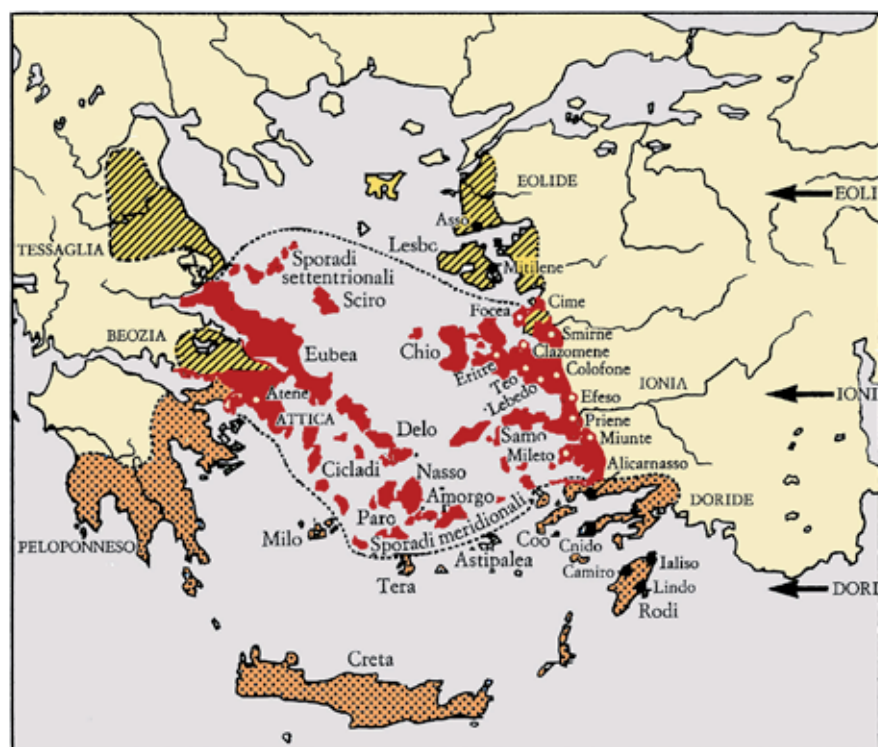 EOLIDE
EOLI
Asso
TESSAGLIA
Lesbo
Sporadi
settentrionali
Mitilene
Sciro
Cime
Focea
Smirne
BEOZIA
Eubea
Chio
Clazomene
Eritre
Colofone
Teo
Lebedo
IONIA
IONI
Atene
Efeso
ATTICA
Priene
Delo
Samo
Miunte
Mileto
Cicladi
Nasso
Alicarnasso
Amorgo
DORIDE
Paro
Sporadi meridionali
PELOPONNESO
Milo
Coo
Cnido
Astipalea
Ialiso
Tera
Camiro
Lindo
DORI
Rodi
Creta